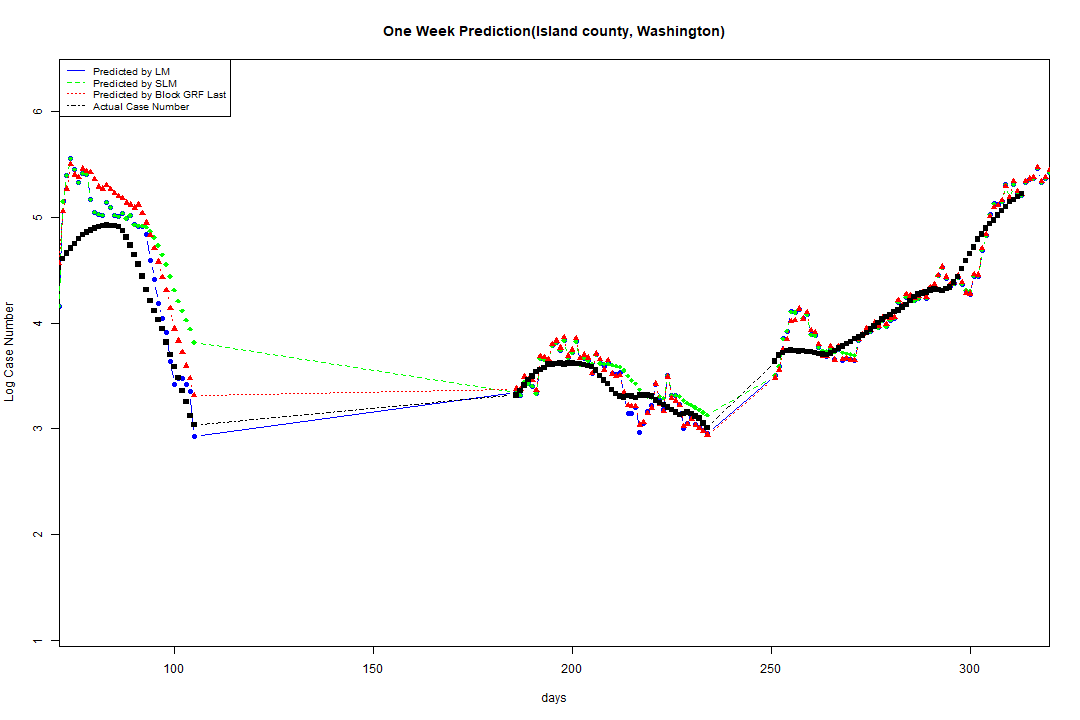 One Week Prediction(Island county, Washington)
Predicted by LM
Predicted by SLM
Predicted by Block GRF Last
Actual Case Number
Log Case Number
6
5
4
3
2
1
100 150 200 250 300
days